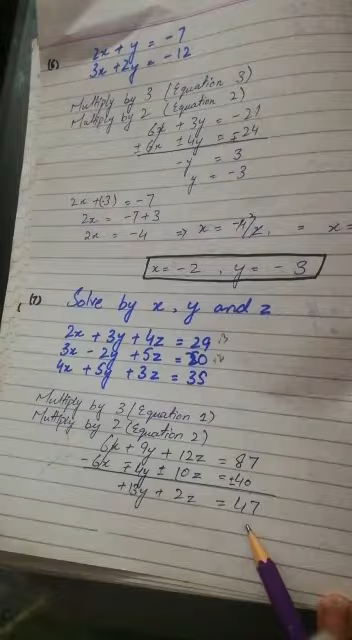 (6) 2x + y = -7
3x + 2y = -12
Multiply by 3 (Equation 3)
Multiply by 2 (Equation 2)
6x + 3y = -21
± 6x ± 4y = ∓24
-y = 3
y = -3
2x + (-3) = -7
2x = -7 + 3
2x = -4 ⇒ x = -4/2, = x =
x = -2 , y = -3
(7) Solve by x, y and z
2x + 3y + 4z = 29
3x - 2y + 5z = 30
4x + 5y + 3z = 35
Multiply by 3 (Equation 1)
Multiply by 2 (Equation 2)
6x + 9y + 12z = 87
- 6x ∓ 4y ± 10z = ±40
+13y + 2z = 47